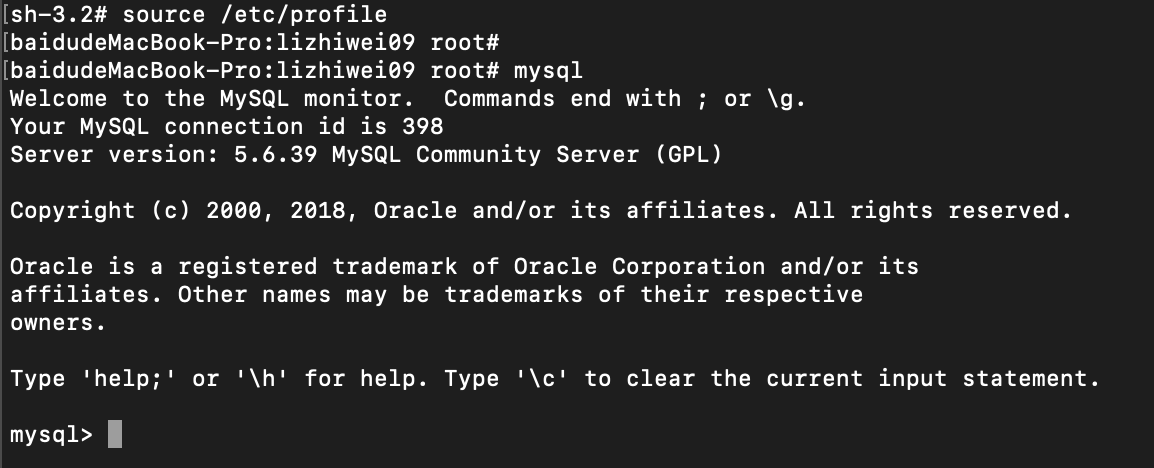 [sh-3.2# source /etc/profile
[baidudeMacBook-Pro:lizhiwei09 root#
[baidudeMacBook-Pro:lizhiwei09 root# mysql
Welcome to the MySQL monitor.  Commands end with ; or \g.
Your MySQL connection id is 398
Server version: 5.6.39 MySQL Community Server (GPL)
Copyright (c) 2000, 2018, Oracle and/or its affiliates. All rights reserved.
Oracle is a registered trademark of Oracle Corporation and/or its
affiliates. Other names may be trademarks of their respective
owners.
Type 'help;' or '\h' for help. Type '\c' to clear the current input statement.
mysql>